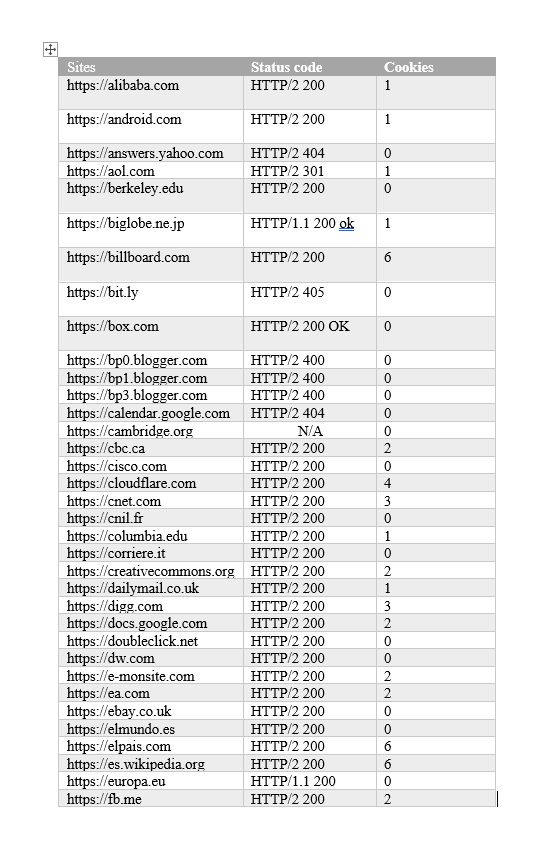 Sites Status code Cookies
https://alibaba.com HTTP/2 200 1
https://android.com HTTP/2 200 1
https://answers.yahoo.com HTTP/2 404 0
https://aol.com HTTP/2 301 1
https://berkeley.edu HTTP/2 200 0
https://biglobe.ne.jp HTTP/1.1 200 ok 1
https://billboard.com HTTP/2 200 6
https://bit.ly HTTP/2 405 0
https://box.com HTTP/2 200 OK 0
https://bp0.blogger.com HTTP/2 400 0
https://bp1.blogger.com HTTP/2 400 0
https://bp3.blogger.com HTTP/2 400 0
https://calendar.google.com HTTP/2 404 0
https://cambridge.org N/A 0
https://cbc.ca HTTP/2 200 2
https://cisco.com HTTP/2 200 0
https://cloudflare.com HTTP/2 200 4
https://cnet.com HTTP/2 200 3
https://cnil.fr HTTP/2 200 0
https://columbia.edu HTTP/2 200 1
https://corriere.it HTTP/2 200 0
https://creativecommons.org HTTP/2 200 2
https://dailymail.co.uk HTTP/2 200 1
https://digg.com HTTP/2 200 3
https://docs.google.com HTTP/2 200 2
https://doubleclick.net HTTP/2 200 0
https://dw.com HTTP/2 200 0
https://e-monsite.com HTTP/2 200 2
https://ea.com HTTP/2 200 2
https://ebay.co.uk HTTP/2 200 0
https://elmundo.es HTTP/2 200 0
https://elpais.com HTTP/2 200 6
https://es.wikipedia.org HTTP/2 200 6
https://europa.eu HTTP/1.1 200 0
https://fb.me HTTP/2 200 2